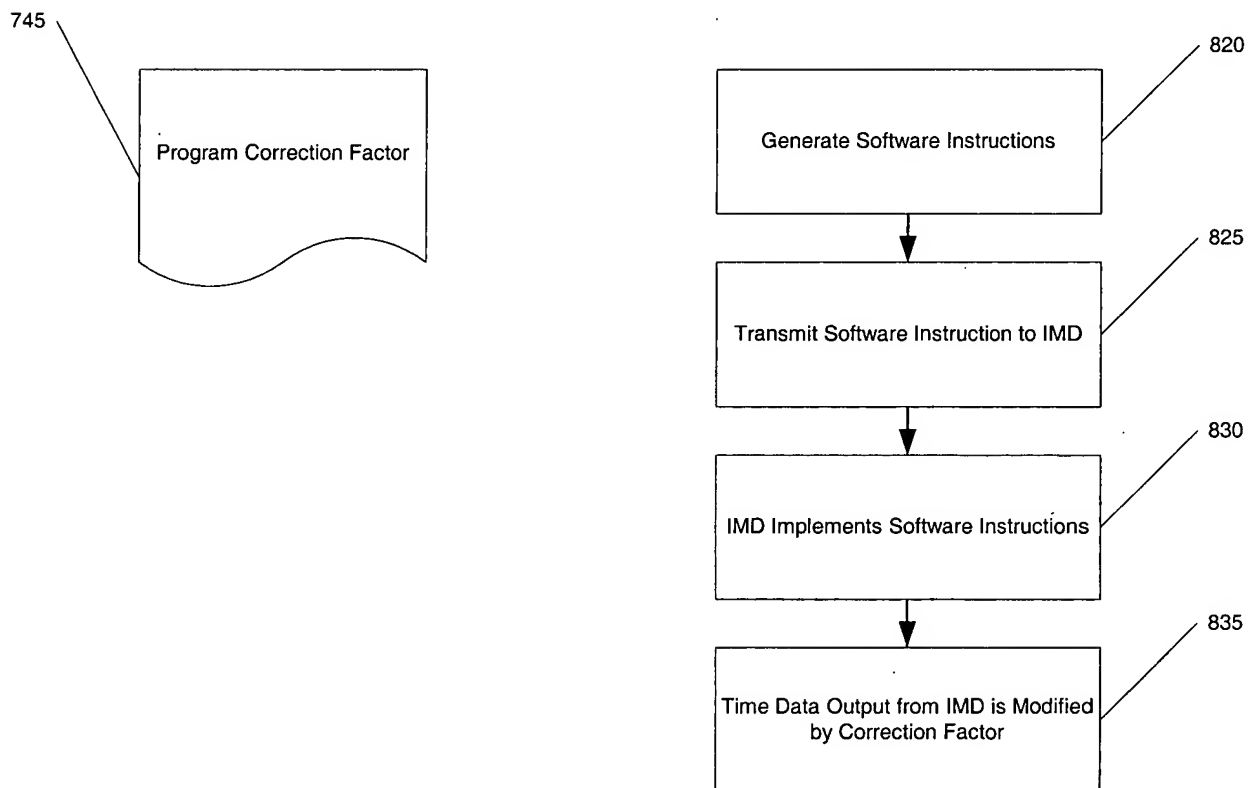 745
Program Correction Factor
820
Generate Software Instructions
825
Transmit Software Instruction to IMD
830
IMD Implements Software Instructions
835
Time Data Output from IMD is Modified
by Correction Factor